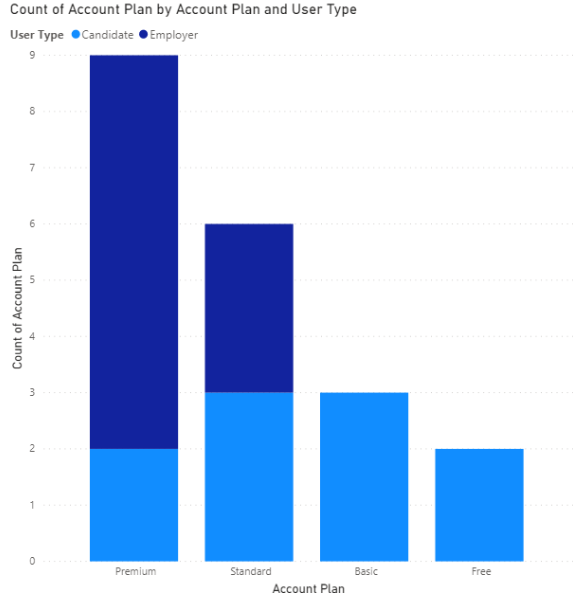 Count of Account Plan by Account Plan and User Type
User Type Candidate Employer
9
8
7
6
5
4
3
2
1
0
Count of Account Plan
Premium Standard Basic Free
Account Plan